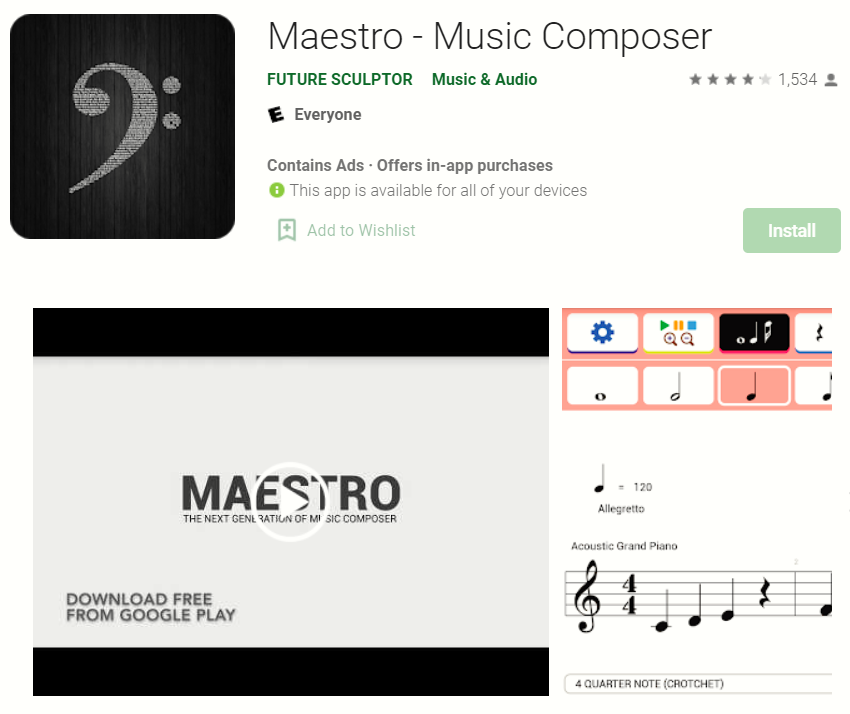 Maestro - Music Composer
FUTURE SCULPTOR Music & Audio 1,534
E Everyone
Contains Ads · Offers in-app purchases
This app is available for all of your devices
Add to Wishlist
Install
MAESTRO
THE NEXT GENERATION OF MUSIC COMPOSER
DOWNLOAD FREE
FROM GOOGLE PLAY
= 120
Allegretto
Acoustic Grand Piano
2
4
4
4 QUARTER NOTE (CROTCHET)